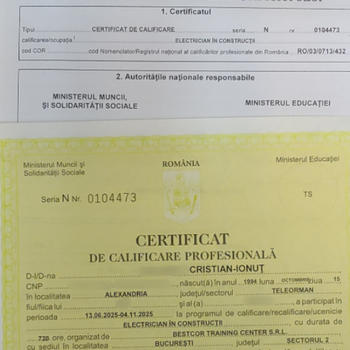 1. Certificatul
Tipul CERTIFICAT DE CALIFICARE seria N nr. 0104473
calificarea/ocupația ELECTRICIAN ÎN CONSTRUCȚII
cod COR cod Nomenclator/Registrul național al calificărilor profesionale din România RO/03/0713/432
2. Autoritățile naționale responsabile
MINISTERUL MUNCII,
ȘI SOLIDARITĂȚII SOCIALE
MINISTERUL EDUCAȚIEI
Ministerul Muncii și
Solidarității Sociale
ROMÂNIA
Ministerul Educației
Seria N Nr. 0104473
TS
CERTIFICAT
DE CALIFICARE PROFESIONALĂ
D-l/D-na CRISTIAN-IONUȚ
CNP născut(ă) în anul 1994 luna OCTOMBRIE ziua 15
în localitatea ALEXANDRIA județul/sectorul TELEORMAN
fiul/fiica lui și al(a) , a participat în
perioada 13.06.2025-04.11.2025 la programul de calificare/recalificare/ucenicie
ELECTRICIAN ÎN CONSTRUCȚII , cu durata de
720 ore, organizat de BESTCOR TRAINING CENTER S.R.L.
cu sediul în localitatea BUCUREȘTI județul SECTORUL 2